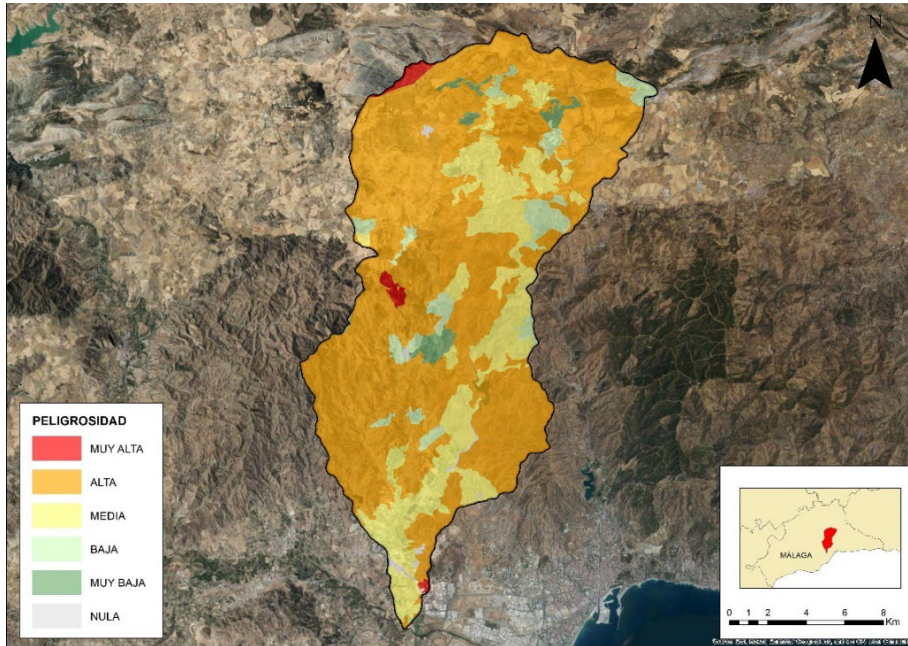 N
PELIGROSIDAD
MUY ALTA
ALTA
MEDIA
BAJA
MUY BAJA
NULA
MÁLAGA
0 1 2 4 6 8
Km